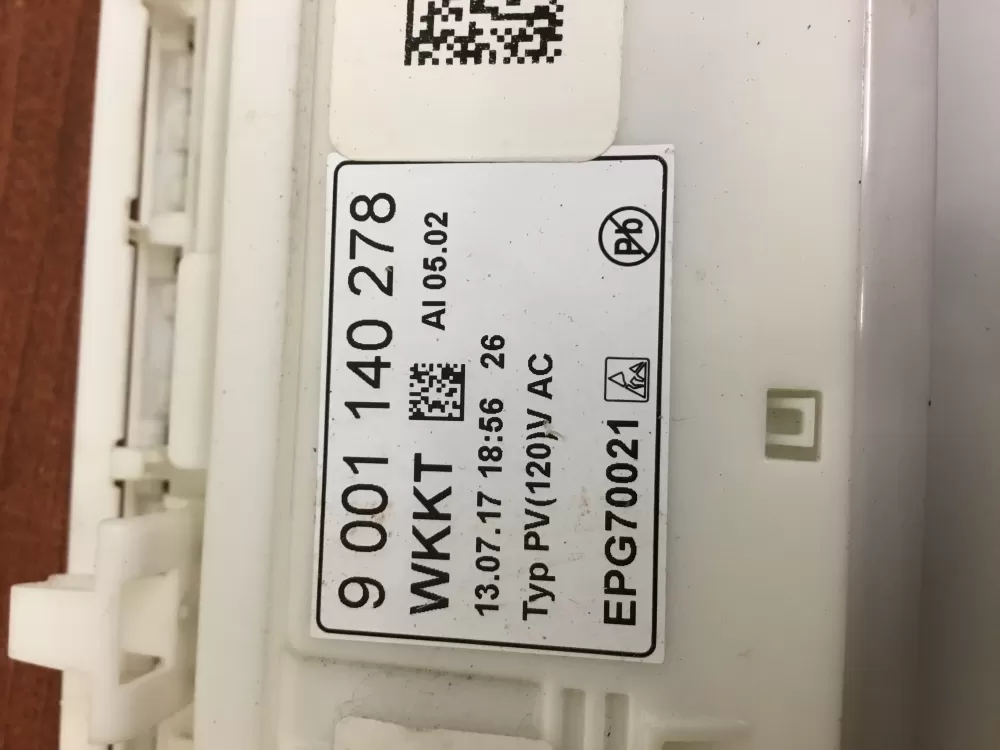 9 001 140 278
WKKT AI 05.02
13.07.17 18:56 26
Typ PV(120)V AC
EPG70021
Pb